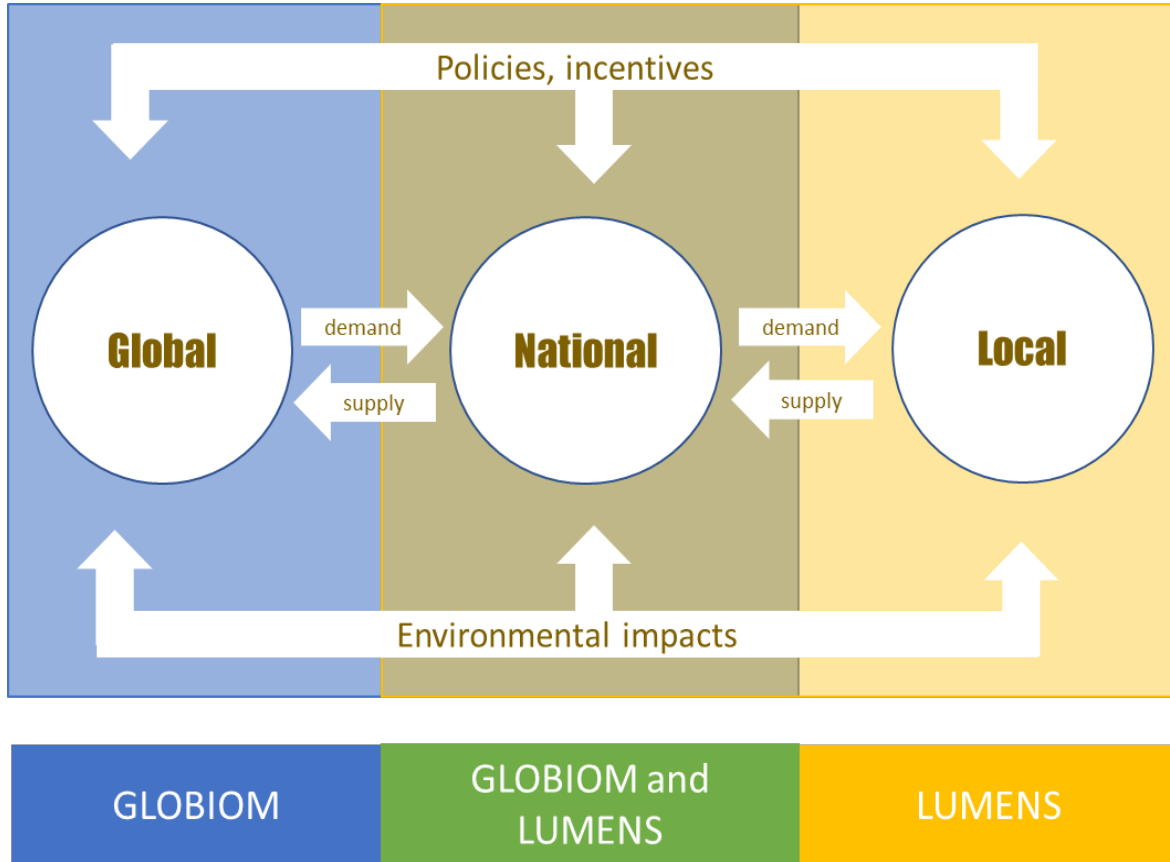 Policies, incentives
Global
demand
supply
National
demand
supply
Local
Environmental impacts
GLOBIOM
GLOBIOM and
LUMENS
LUMENS